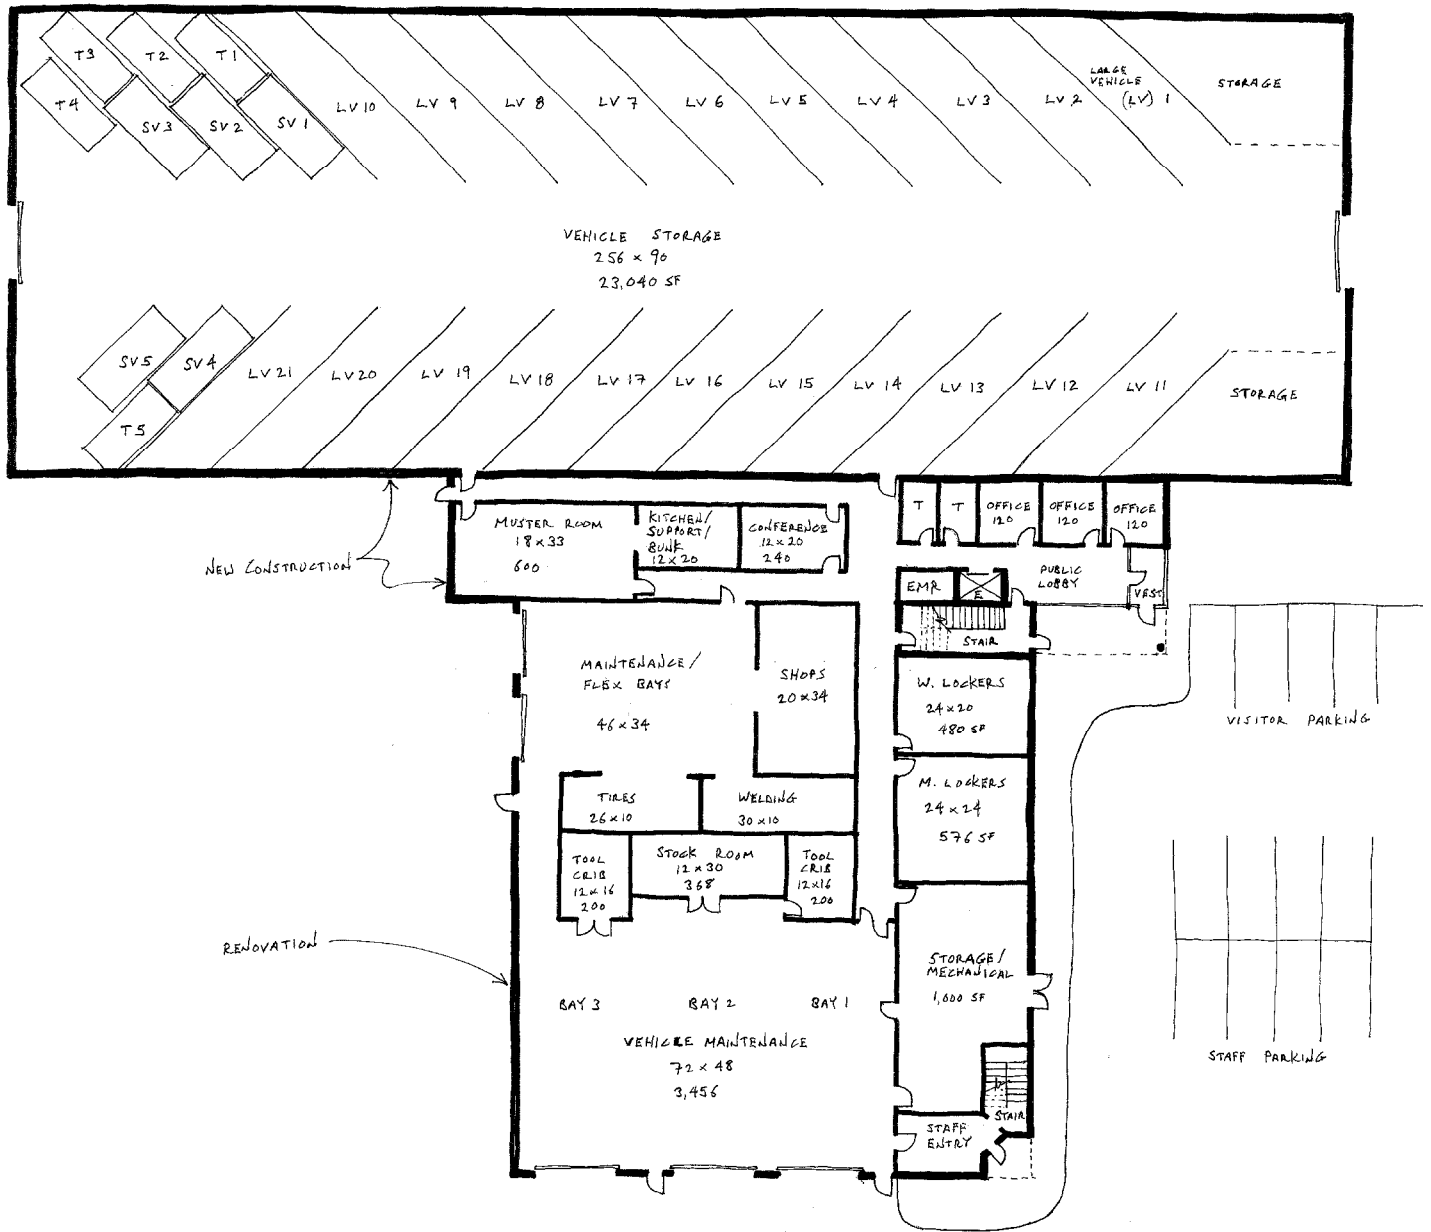 T3
T2
T1
T4
SV3
SV2
SV1
LV 10
LV 9
LV 8
LV 7
LV 6
LV 5
LV 4
LV 3
LV 2
LARGE
VEHICLE
(LV) 1
STORAGE
VEHICLE STORAGE
256 x 90
23,040 SF
SV5
SV4
T5
LV 21
LV 20
LV 19
LV 18
LV 17
LV 16
LV 15
LV 14
LV 13
LV 12
LV 11
STORAGE
NEW CONSTRUCTION
MUSTER ROOM
18 x 33
600
KITCHEN/
SUPPORT/
BUNK
12 x 20
CONFERENCE
12 x 20
240
T
T
OFFICE
120
OFFICE
120
OFFICE
120
PUBLIC
LOBBY
VEST
EMR
E
STAIR
MAINTENANCE/
FLEX BAYS
46 x 34
SHOPS
20 x 34
W. LOCKERS
24 x 20
480 SF
VISITOR PARKING
M. LOCKERS
24 x 24
576 SF
TIRES
26 x 10
WELDING
30 x 10
TOOL
CRIB
12 x 16
200
STOCK ROOM
12 x 30
368
TOOL
CRIB
12 x 16
200
RENOVATION
STORAGE/
MECHANICAL
1,000 SF
BAY 3
BAY 2
BAY 1
VEHICLE MAINTENANCE
72 x 48
3,456
STAFF PARKING
STAIR
STAFF
ENTRY